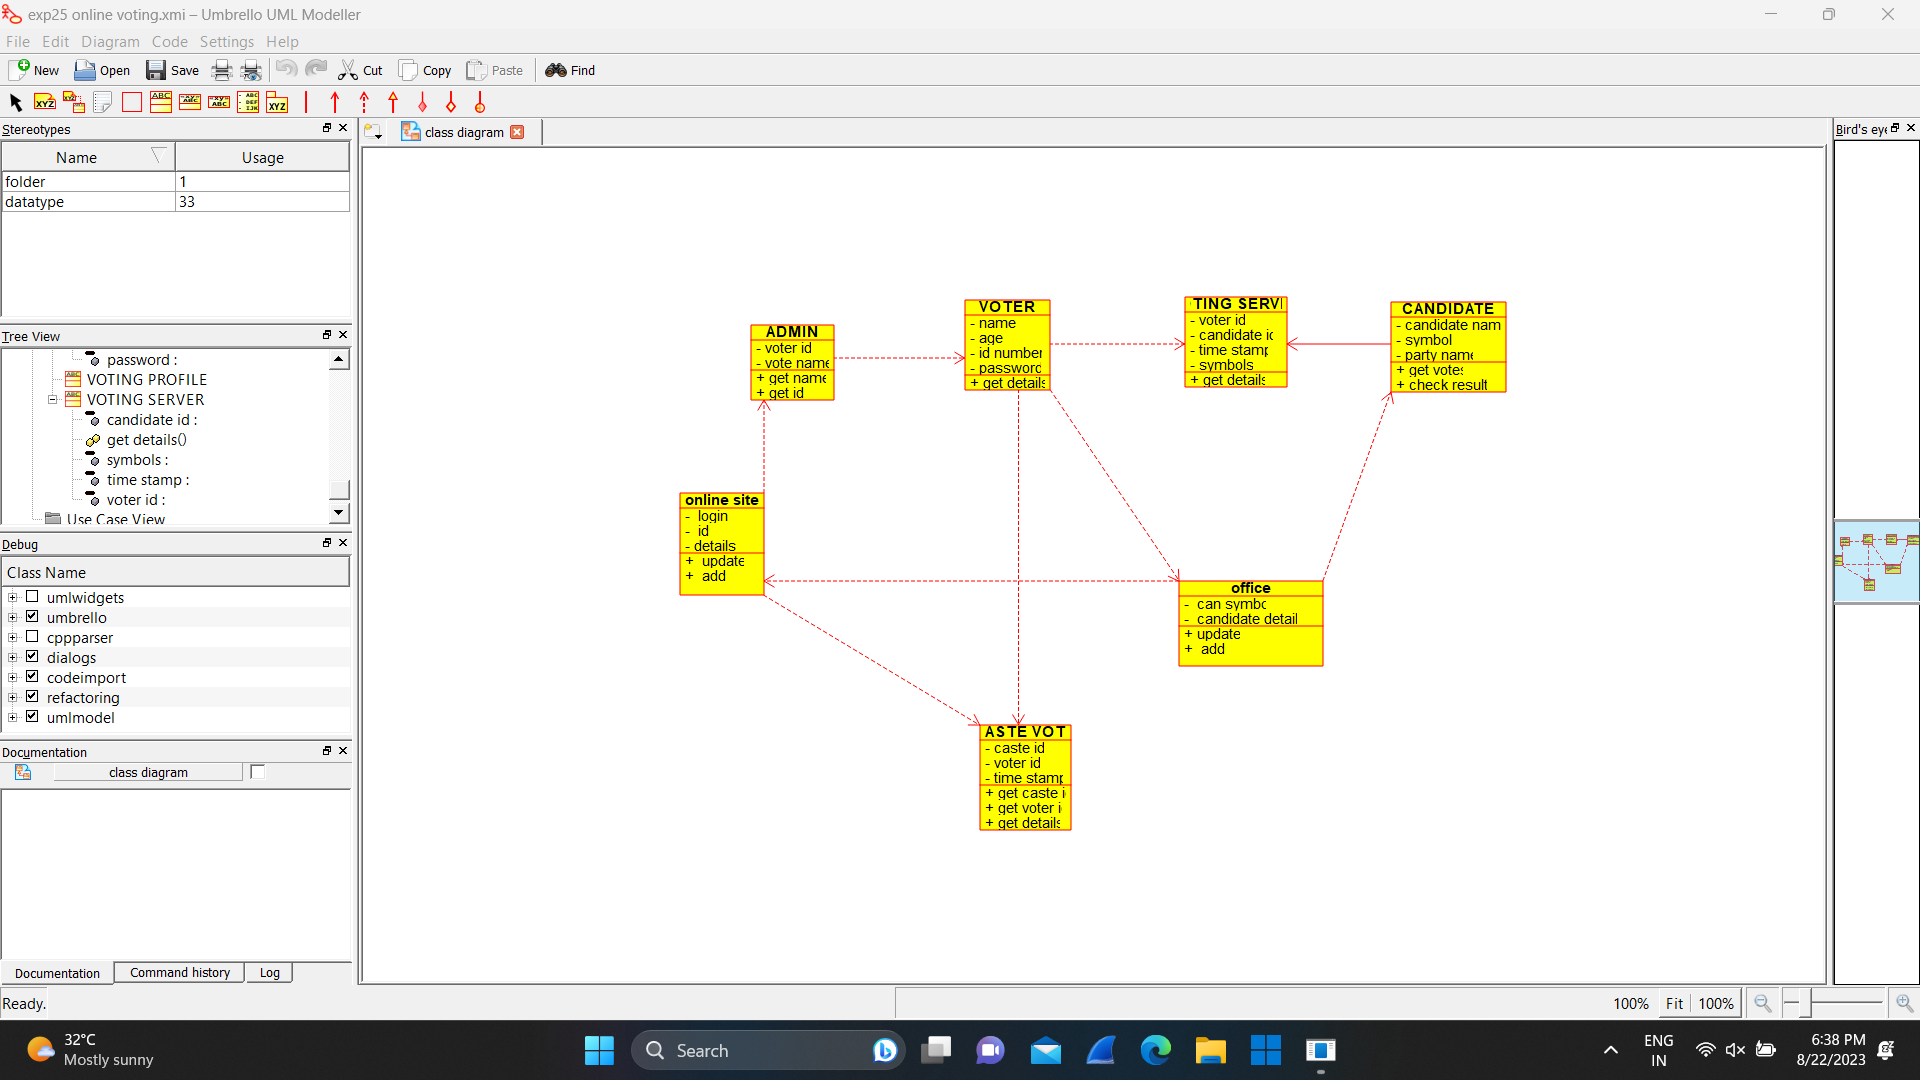 exp25 online voting.xmi – Umbrello UML Modeller
File Edit Diagram Code Settings Help
New Open Save Cut Copy Paste Find
Stereotypes
Name Usage
folder 1
datatype 33
Tree View
password :
VOTING PROFILE
VOTING SERVER
candidate id :
get details()
symbols :
time stamp :
voter id :
Use Case View
Debug
Class Name
umlwidgets
umbrello
cppparser
dialogs
codeimport
refactoring
umlmodel
Documentation
class diagram
Documentation Command history Log
Ready.
class diagram
Bird's eye
ADMIN
- voter id
- vote name
+ get name
+ get id
VOTER
- name
- age
- id number
- password
+ get details
TING SERVI
- voter id
- candidate id
- time stamp
- symbols
+ get details
CANDIDATE
- candidate nam
- symbol
- party name
+ get votes
+ check result
online site
- login
- id
- details
+ update
+ add
office
- can symbo
- candidate detail
+ update
+ add
ASTE VOT
- caste id
- voter id
- time stamp
+ get caste i
+ get voter i
+ get details
100% Fit 100%
32°C
Mostly sunny
Search
ENG
IN
6:38 PM
8/22/2023